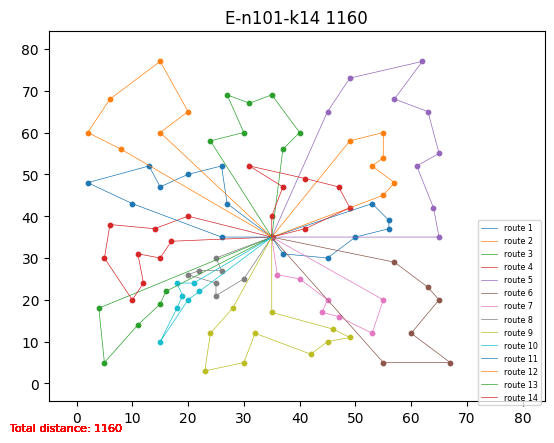 E-n101-k14 1160
80
70
60
50
40
30
20
10
0
0 10 20 30 40 50 60 70 80
route 1
route 2
route 3
route 4
route 5
route 6
route 7
route 8
route 9
route 10
route 11
route 12
route 13
route 14
Total distance: 1160